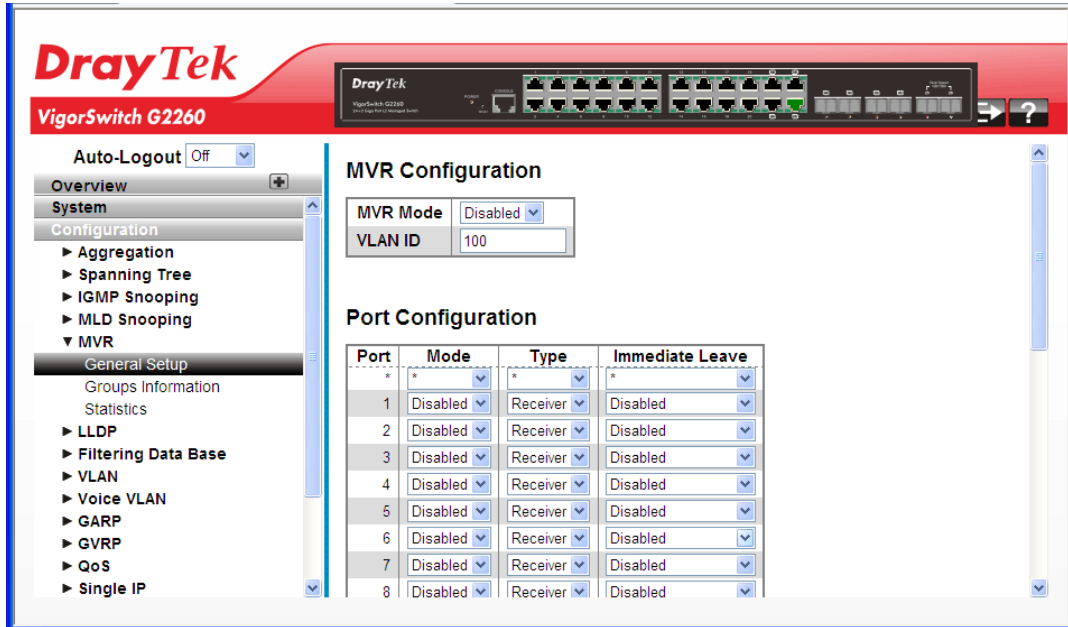 DrayTek
VigorSwitch G2260
DrayTek
VigorSwitch G2260
POWER
CONSOLE
?
Auto-Logout Off
Overview
System
Configuration
Aggregation
Spanning Tree
IGMP Snooping
MLD Snooping
MVR
General Setup
Groups Information
Statistics
LLDP
Filtering Data Base
VLAN
Voice VLAN
GARP
GVRP
QoS
Single IP
MVR Configuration
MVR Mode Disabled
VLAN ID 100
Port Configuration
Port Mode Type Immediate Leave
* * * *
1 Disabled Receiver Disabled
2 Disabled Receiver Disabled
3 Disabled Receiver Disabled
4 Disabled Receiver Disabled
5 Disabled Receiver Disabled
6 Disabled Receiver Disabled
7 Disabled Receiver Disabled
8 Disabled Receiver Disabled